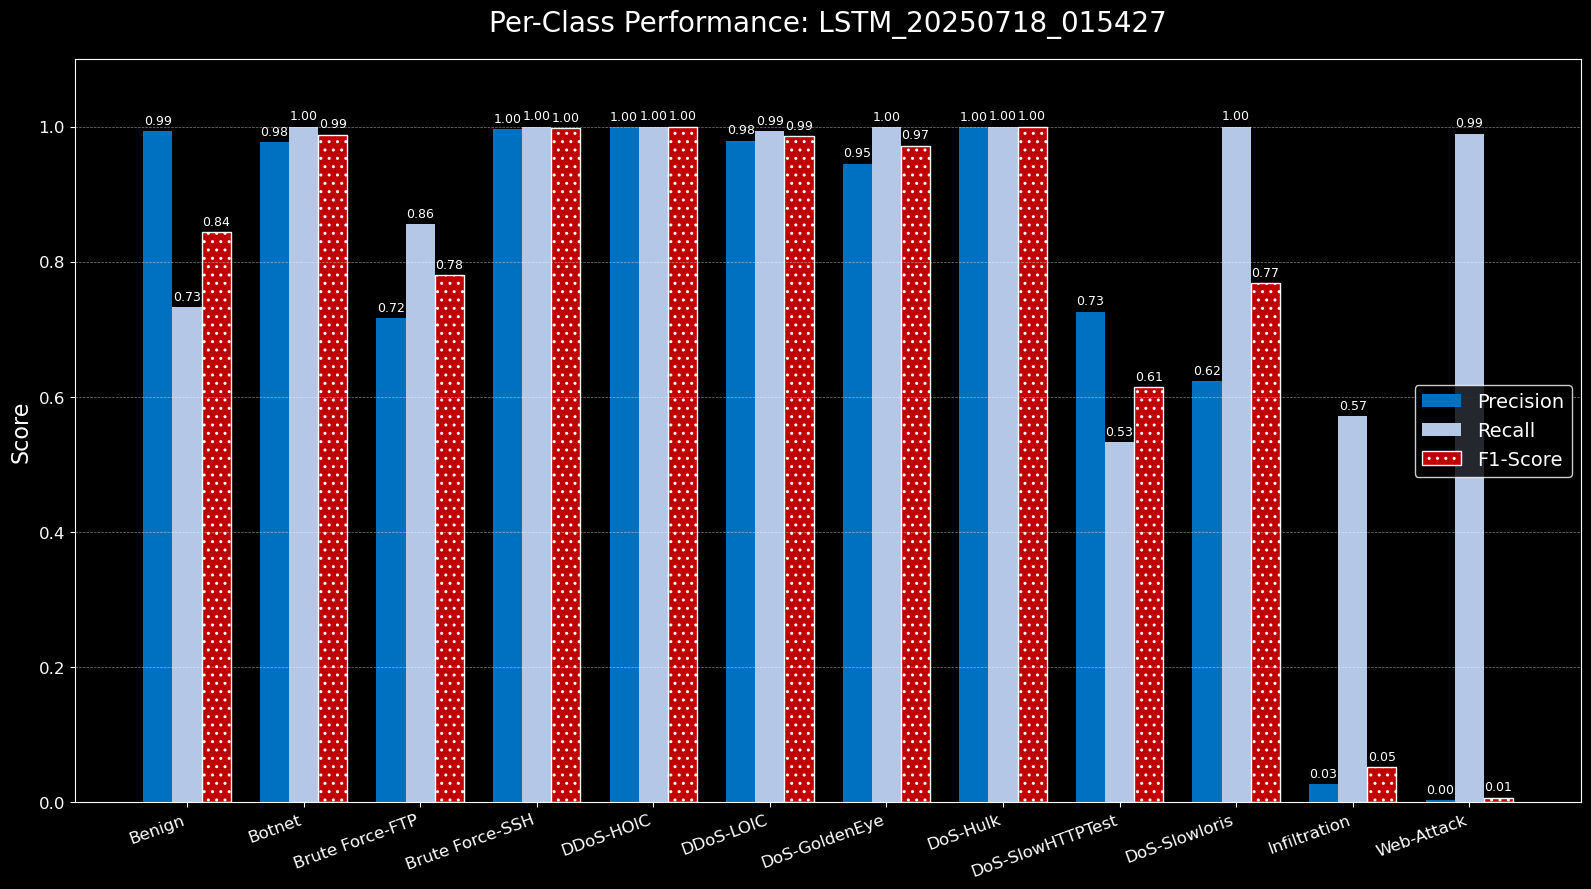 Per-Class Performance: LSTM_20250718_015427
Score
1.0
0.8
0.6
0.4
0.2
0.0
0.99 0.73 0.84
0.98 1.00 0.99
0.72 0.86 0.78
1.00 1.00 1.00
1.00 1.00 1.00
0.98 0.99 0.99
0.95 1.00 0.97
1.00 1.00 1.00
0.73 0.53 0.61
0.62 1.00 0.77
0.03 0.57 0.05
0.00 0.99 0.01
Precision
Recall
F1-Score
Benign
Botnet
Brute Force-FTP
Brute Force-SSH
DDoS-HOIC
DDoS-LOIC
DoS-GoldenEye
DoS-Hulk
DoS-SlowHTTPTest
DoS-Slowloris
Infiltration
Web-Attack